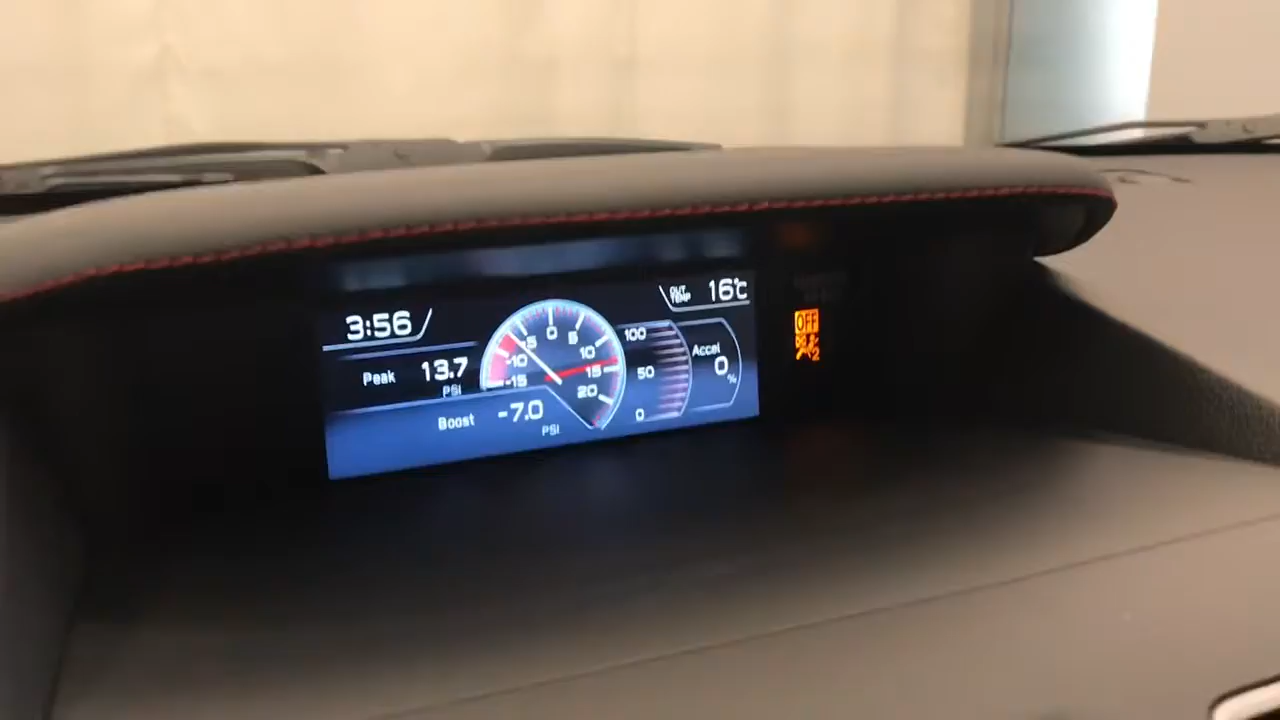 3:56
OUT TEMP 16℃
Peak 13.7
PSI
Boost -7.0
PSI
-15
-10
-5
0
5
10
15
20
100
50
0
Accel
0
%
OFF
2